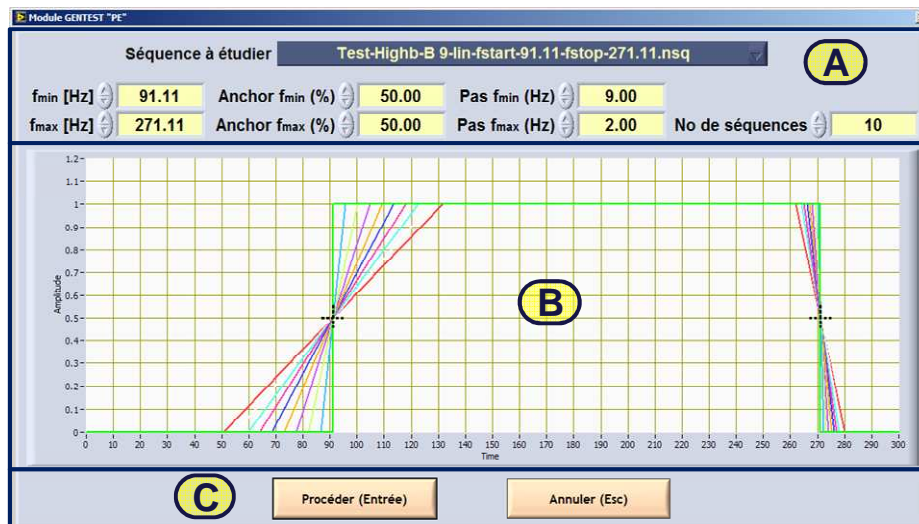 Module GENTEST "PE"
Séquence à étudier Test-Highb-B 9-lin-fstart-91.11-fstop-271.11.nsq
A
fmin [Hz] 91.11 Anchor fmin (%) 50.00 Pas fmin (Hz) 9.00
fmax [Hz] 271.11 Anchor fmax (%) 50.00 Pas fmax (Hz) 2.00 No de séquences 10
1.2
1.1
1
0.9
0.8
0.7
0.6
0.5
0.4
0.3
0.2
0.1
0
Amplitude
B
0 10 20 30 40 50 60 70 80 90 100 110 120 130 140 150 160 170 180 190 200 210 220 230 240 250 260 270 280 290 300
Time
C
Procéder (Entrée) Annuler (Esc)